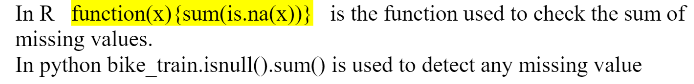 In R function(x){sum(is.na(x))} is the function used to check the sum of
missing values.
In python bike_train.isnull().sum() is used to detect any missing value